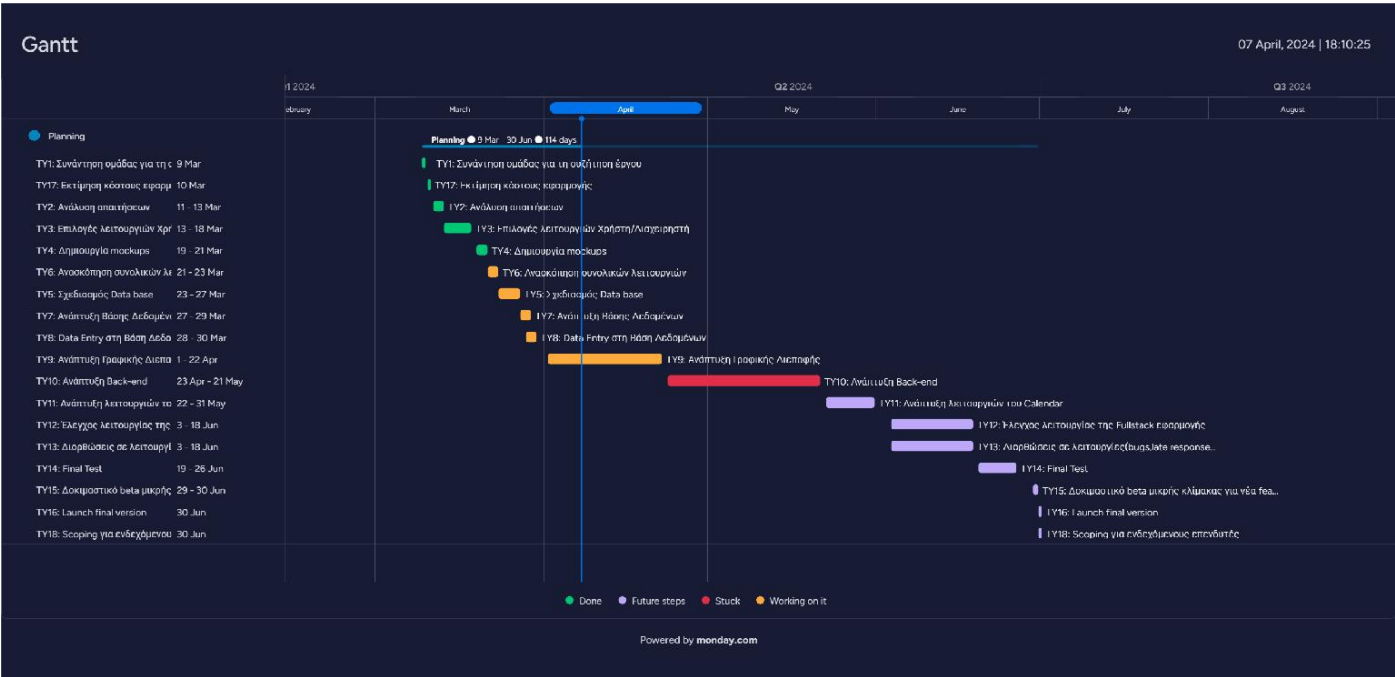 Gantt
07 April, 2024 | 18:10:25
1 2024 Q2 2024 Q3 2024
ebruary March April May June July August
Planning
Planning 9 Mar - 30 Jun 114 days
TY1: Συνάντηση ομάδας για τη σ 9 Mar TY1: Συνάντηση ομάδας για τη συζήτηση έργου
TY17: Εκτίμηση κόστους εφαρμ 10 Mar TY17: Εκτίμηση κόστους εφαρμογής
TY2: Ανάλυση απαιτήσεων 11 - 13 Mar TY2: Ανάλυση απαιτήσεων
TY3: Επιλογές λειτουργιών Χρή 13 - 18 Mar TY3: Επιλογές λειτουργιών Χρήστη/Διαχειρηστή
TY4: Δημιουργία mockups 19 - 21 Mar TY4: Δημιουργία mockups
TY6: Ανασκόπηση συνολικών λε 21 - 23 Mar TY6: Ανασκόπηση συνολικών λειτουργιών
TY5: Σχεδιασμός Data base 23 - 27 Mar TY5: Σχεδιασμός Data base
TY7: Ανάπτυξη Βάσης Δεδομένω 27 - 29 Mar TY7: Ανάπτυξη Βάσης Δεδομένων
TY8: Data Entry στη Βάση Δεδο 28 - 30 Mar TY8: Data Entry στη Βάση Δεδομένων
TY9: Ανάπτυξη Γραφικής Διεπα 1 - 22 Apr TY9: Ανάπτυξη Γραφικής Διεπαφής
TY10: Ανάπτυξη Back-end 23 Apr - 21 May TY10: Ανάπτυξη Back-end
TY11: Ανάπτυξη λειτουργιών το 22 - 31 May TY11: Ανάπτυξη λειτουργιών του Calendar
TY12: Έλεγχος λειτουργίας της 3 - 18 Jun TY12: Έλεγχος λειτουργίας της Fullstack εφαρμογής
TY13: Διορθώσεις σε λειτουργί 3 - 18 Jun TY13: Διορθώσεις σε λειτουργίες(bugs,late response...
TY14: Final Test 19 - 26 Jun TY14: Final Test
TY15: Δοκιμαστικό beta μικρής 29 - 30 Jun TY15: Δοκιμαστικό beta μικρής κλίμακας για νέα fea...
TY16: Launch final version 30 Jun TY16: Launch final version
TY18: Scoping για ενδεχόμενου 30 Jun TY18: Scoping για ενδεχόμενους επενδυτές
Done Future steps Stuck Working on it
Powered by monday.com